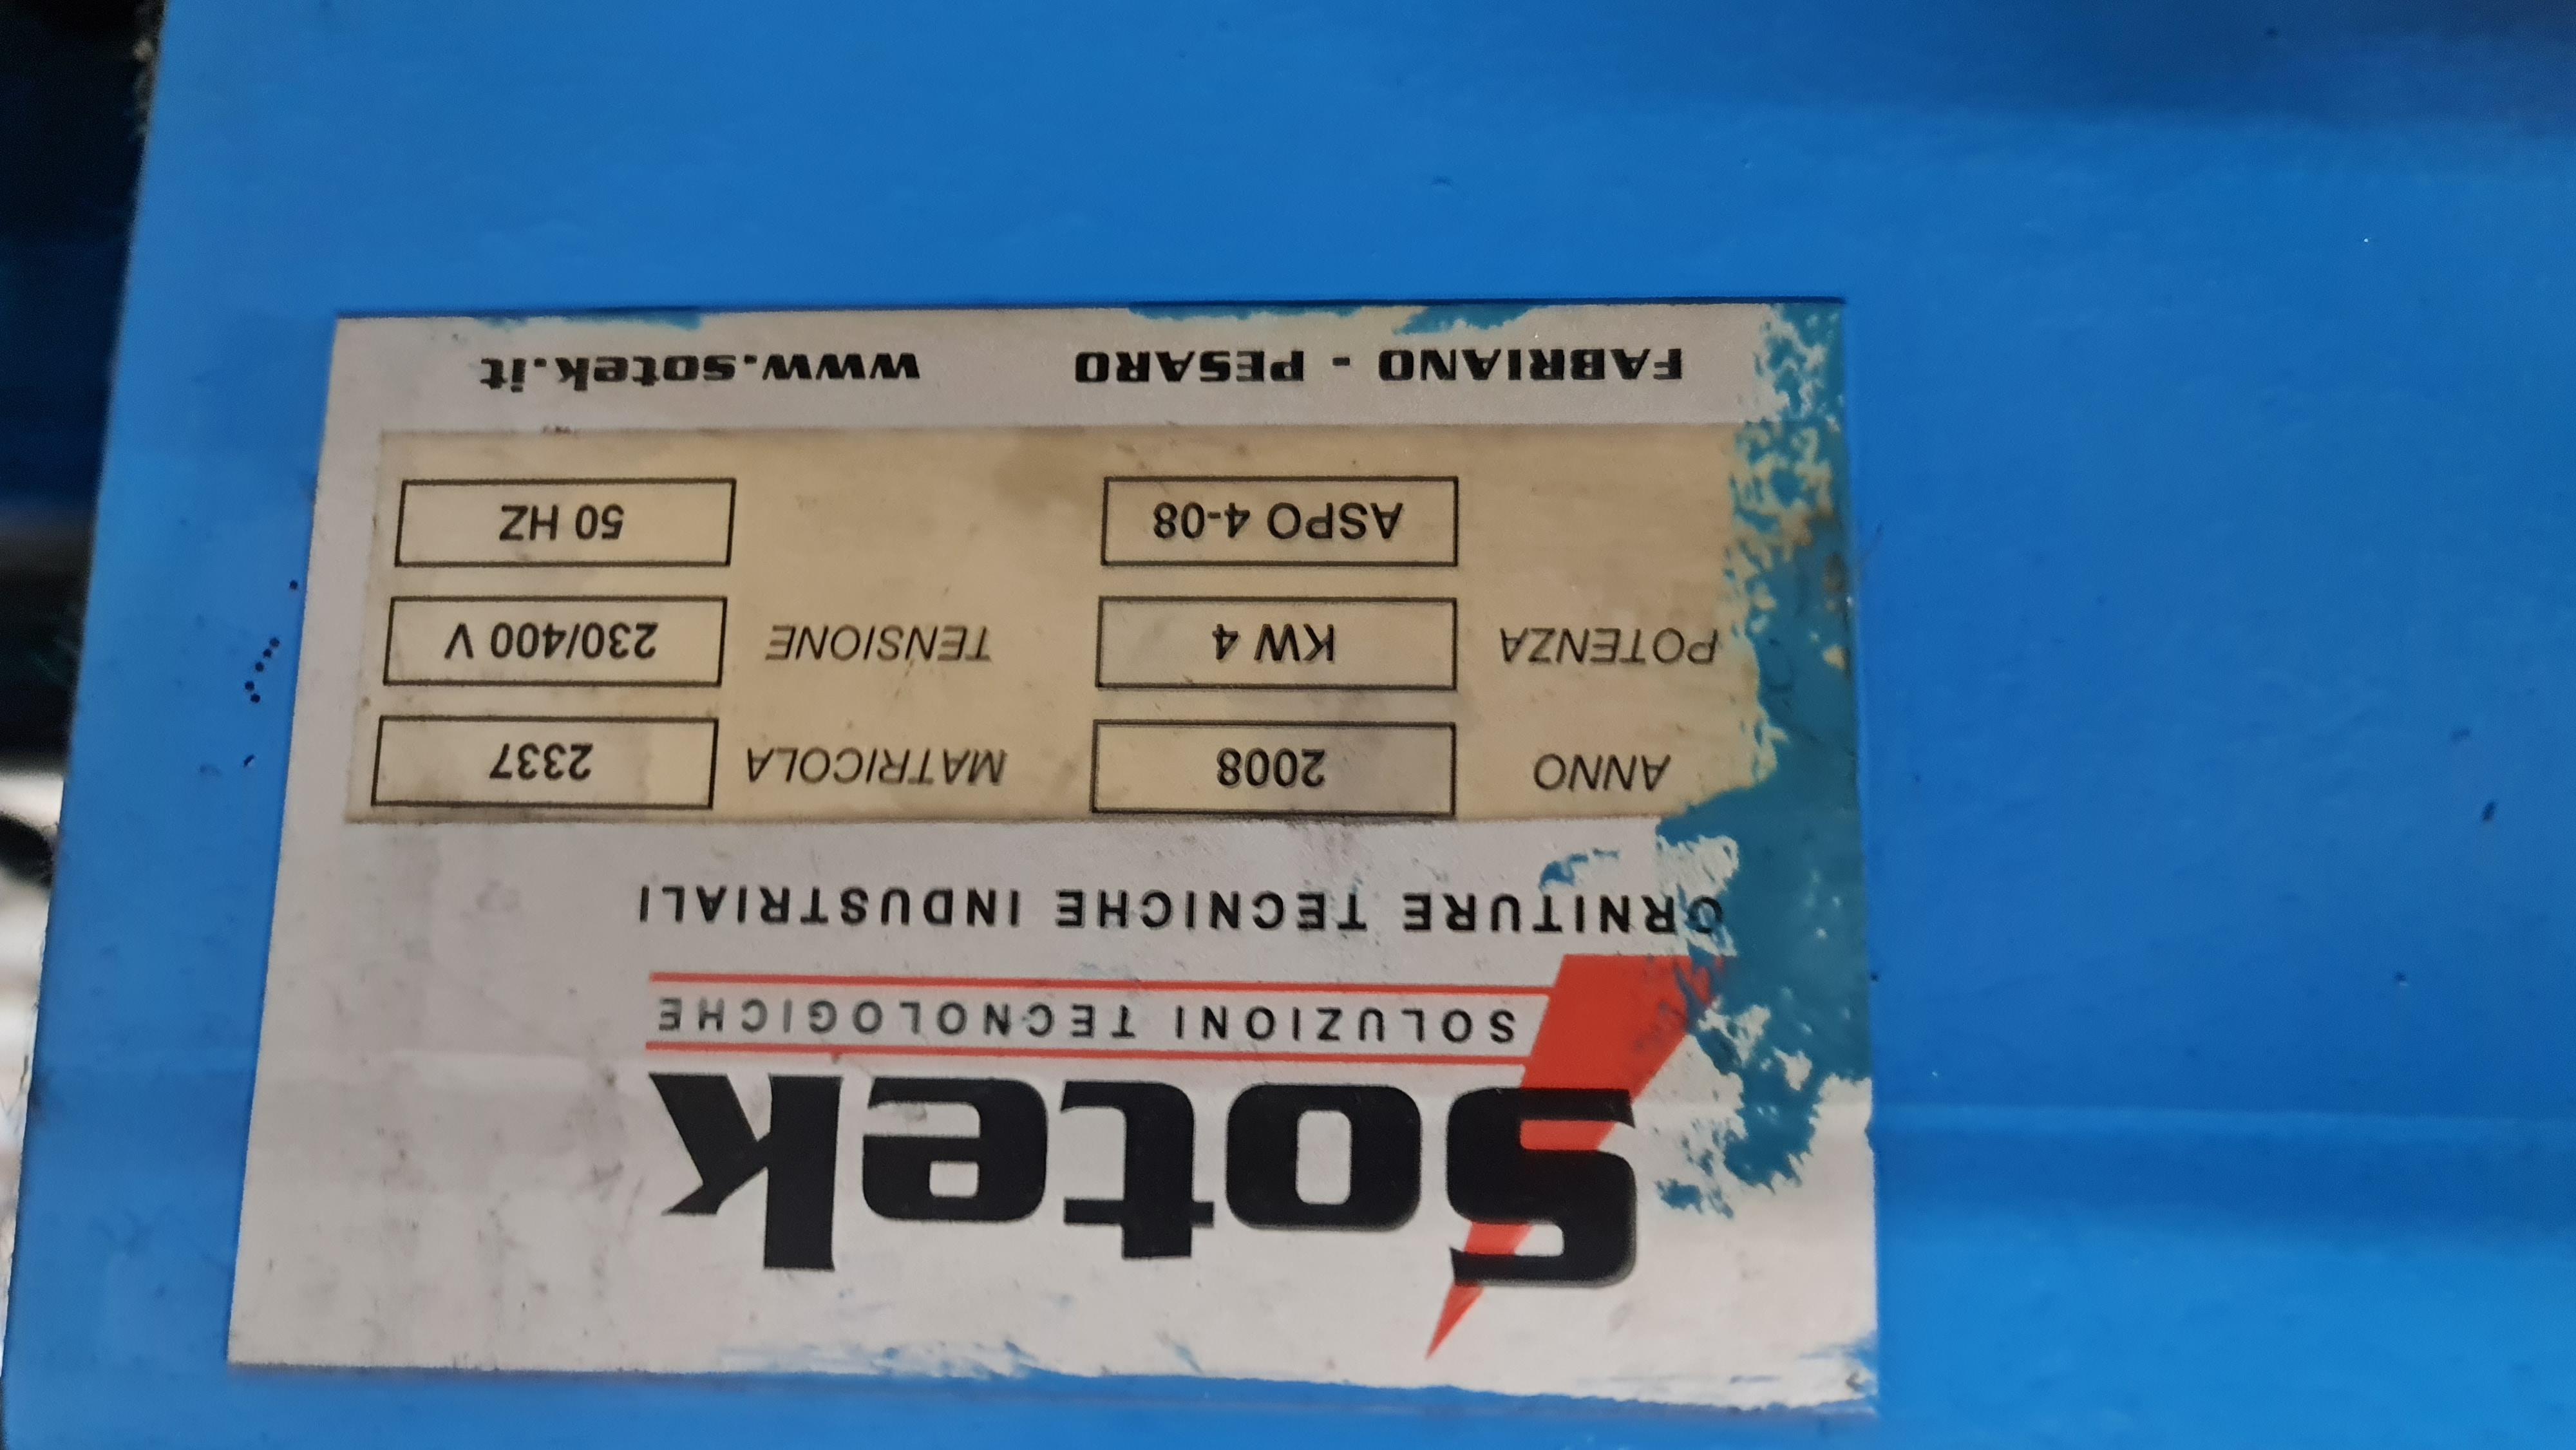 sotek
SOLUZIONI TECNOLOGICHE
ORNITURE TECNICHE INDUSTRIALI
ANNO 2008 MATRICOLA 2337
POTENZA KW 4 TENSIONE 230/400 V
ASPO 4-08 50 HZ
FABRIANO - PESARO www.sotek.it